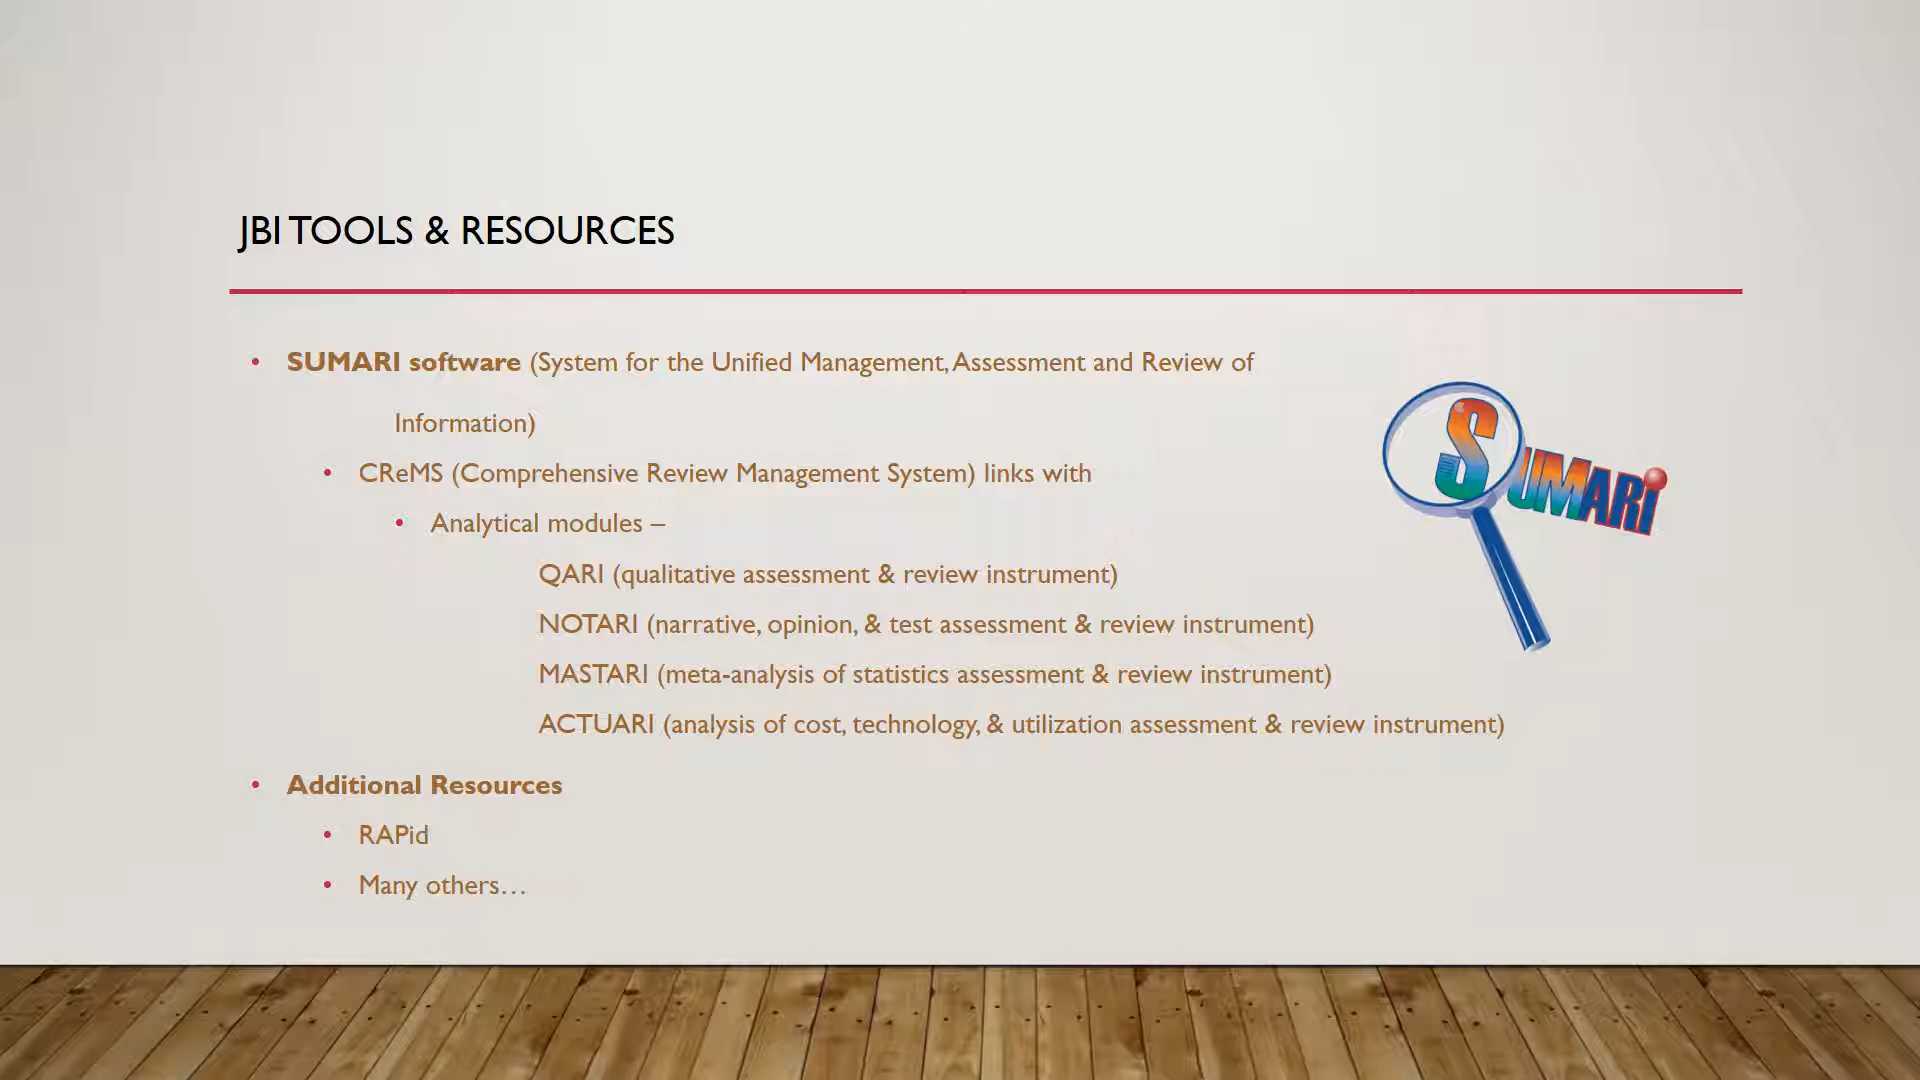 JBI TOOLS & RESOURCES
• SUMARI software (System for the Unified Management, Assessment and Review of
Information)
• CReMS (Comprehensive Review Management System) links with
• Analytical modules –
QARI (qualitative assessment & review instrument)
NOTARI (narrative, opinion, & test assessment & review instrument)
MASTARI (meta-analysis of statistics assessment & review instrument)
ACTUARI (analysis of cost, technology, & utilization assessment & review instrument)
• Additional Resources
• RAPid
• Many others…
SUMARi